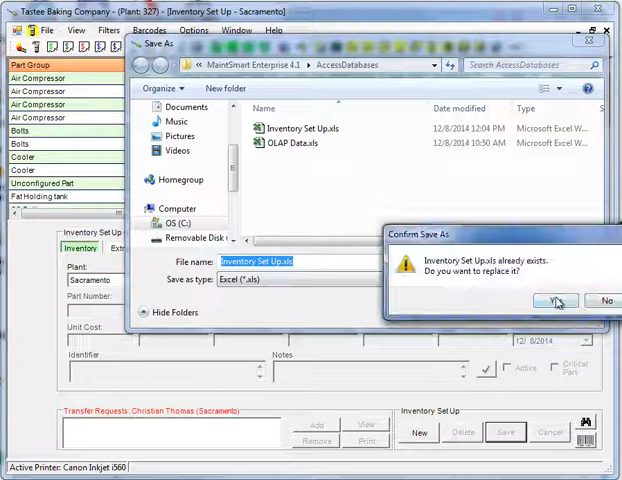 Tastee Baking Company - (Plant: 327) - [Inventory Set Up - Sacramento]
File View Filters Barcodes Options Window Help
Part Group
Air Compressor
Air Compressor
Air Compressor
Air Compressor
Bolts
Bolts
Cooler
Cooler
Unconfigured Part
Fat Holding tank
Save As
« MaintSmart Enterprise 4.1 AccessDatabases
Search AccessDatabases
Organize New folder
Documents
Music
Pictures
Videos
Homegroup
Computer
OS (C:)
Removable Disk (
Name Date modified Type
Inventory Set Up.xls 12/8/2014 12:04 PM Microsoft Excel W...
OLAP Data.xls 12/8/2014 10:50 AM Microsoft Excel W...
File name: Inventory Set Up.xls
Save as type: Excel (*.xls)
Hide Folders
Confirm Save As
Inventory Set Up.xls already exists.
Do you want to replace it?
No
Inventory Set Up
Inventory
Plant:
Sacramento
Part Number:
Unit Cost:
12/ 8/2014
Identifier Notes
Active Critical
Part
Transfer Requests: Christian Thomas (Sacramento)
Add View
Remove Print
Inventory Set Up
New Delete Save Cancel
Active Printer: Canon Inkjet i560